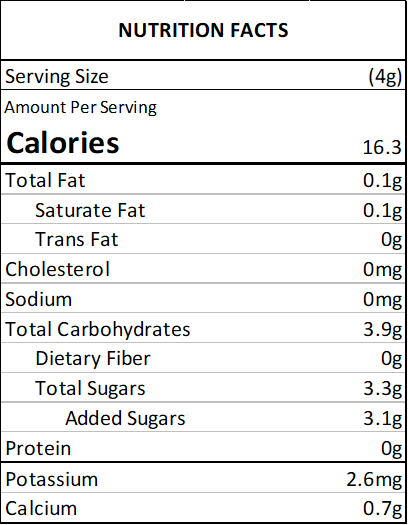 NUTRITION FACTS
Serving Size (4g)
Amount Per Serving
Calories 16.3
Total Fat 0.1g
Saturate Fat 0.1g
Trans Fat 0g
Cholesterol 0mg
Sodium 0mg
Total Carbohydrates 3.9g
Dietary Fiber 0g
Total Sugars 3.3g
Added Sugars 3.1g
Protein 0g
Potassium 2.6mg
Calcium 0.7g